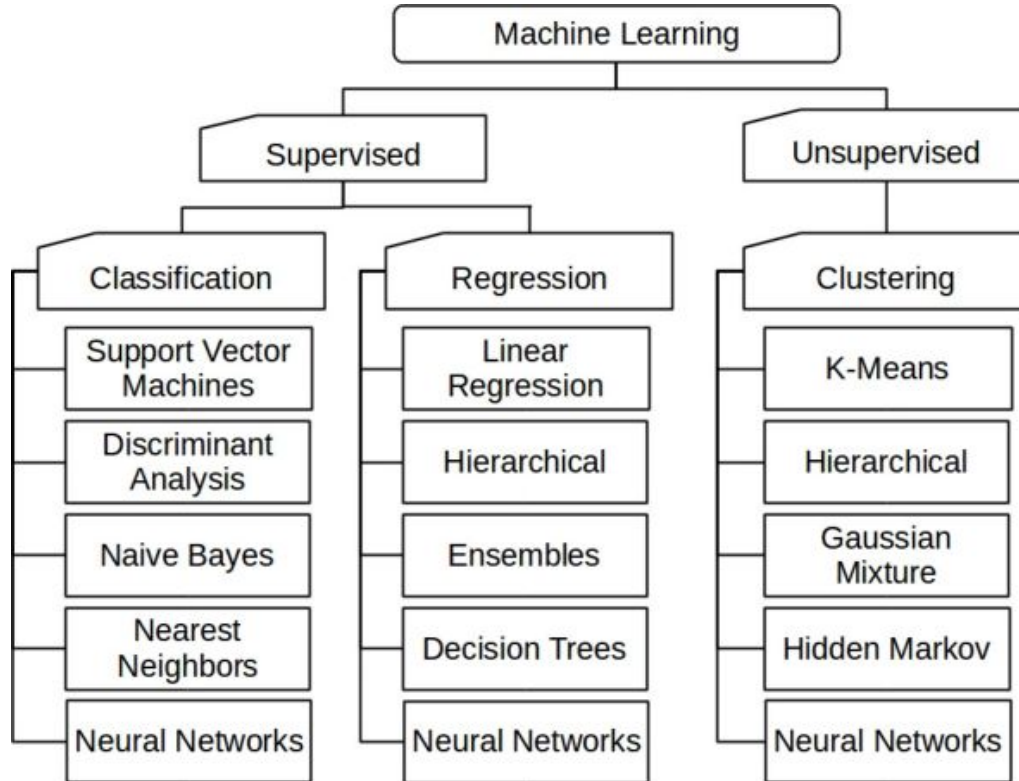 Machine Learning
Supervised
Unsupervised
Classification
Regression
Clustering
Support Vector
Machines
Linear
Regression
K-Means
Discriminant
Analysis
Hierarchical
Hierarchical
Naive Bayes
Ensembles
Gaussian
Mixture
Nearest
Neighbors
Decision Trees
Hidden Markov
Neural Networks
Neural Networks
Neural Networks